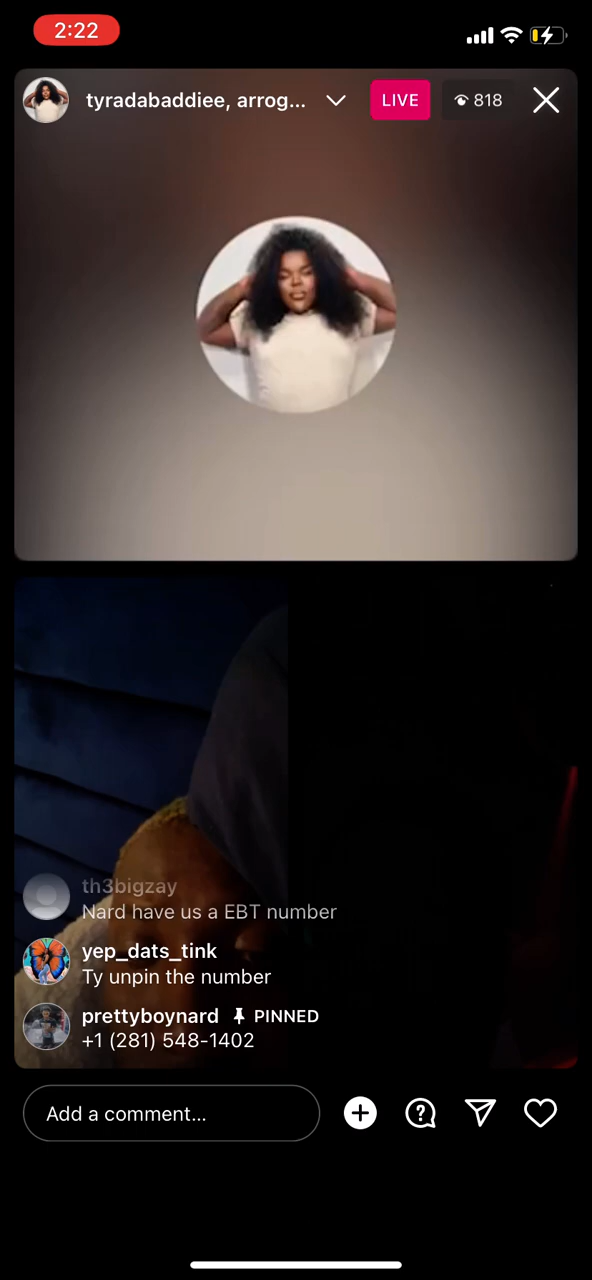 2:22
tyradabaddiee, arrog...
LIVE
818
th3bigzay
Nard have us a EBT number
yep_dats_tink
Ty unpin the number
prettyboynard PINNED
+1 (281) 548-1402
Add a comment...